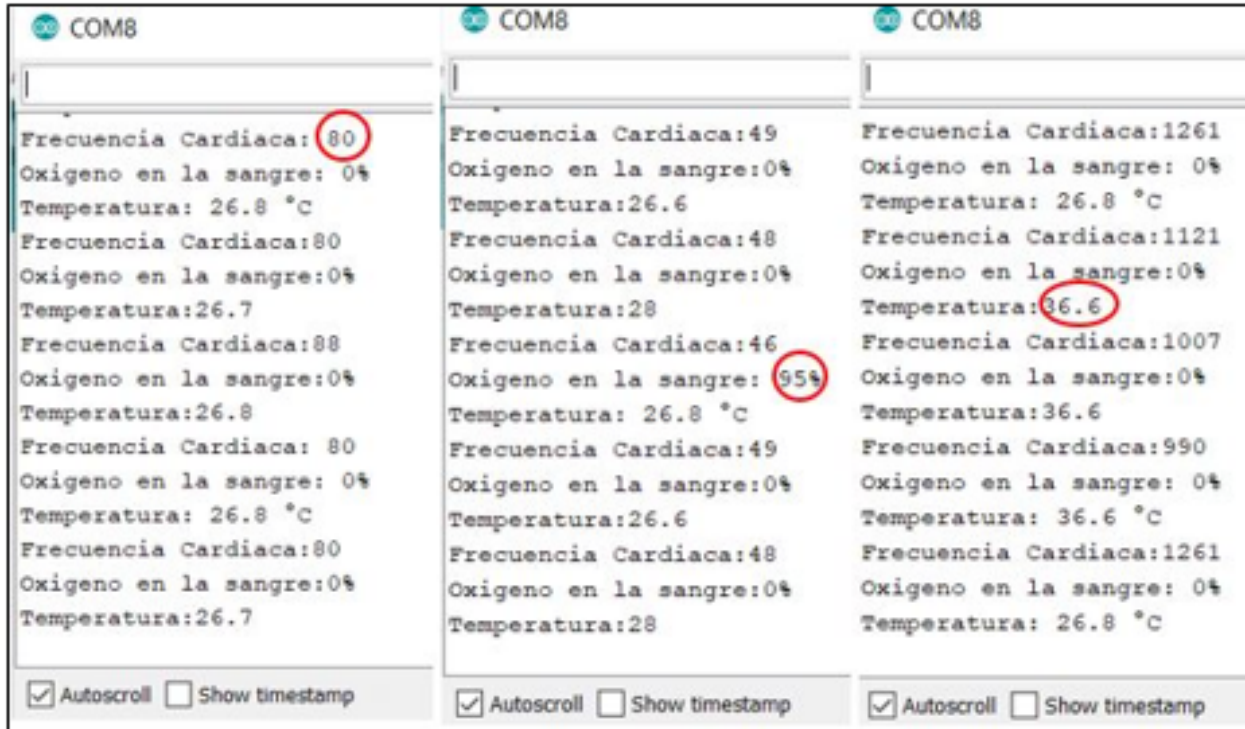 COM8
Frecuencia Cardiaca: 80
Oxigeno en la sangre: 0%
Temperatura: 26.8 °C
Frecuencia Cardiaca:80
Oxigeno en la sangre:0%
Temperatura:26.7
Frecuencia Cardiaca:88
Oxigeno en la sangre:0%
Temperatura:26.8
Frecuencia Cardiaca: 80
Oxigeno en la sangre: 0%
Temperatura: 26.8 °C
Frecuencia Cardiaca:80
Oxigeno en la sangre:0%
Temperatura:26.7
Autoscroll Show timestamp
COM8
Frecuencia Cardiaca:49
Oxigeno en la sangre:0%
Temperatura:26.6
Frecuencia Cardiaca:48
Oxigeno en la sangre:0%
Temperatura:28
Frecuencia Cardiaca:46
Oxigeno en la sangre: 95%
Temperatura: 26.8 °C
Frecuencia Cardiaca:49
Oxigeno en la sangre:0%
Temperatura:26.6
Frecuencia Cardiaca:48
Oxigeno en la sangre:0%
Temperatura:28
Autoscroll Show timestamp
COM8
Frecuencia Cardiaca:1261
Oxigeno en la sangre: 0%
Temperatura: 26.8 °C
Frecuencia Cardiaca:1121
Oxigeno en la sangre:0%
Temperatura:36.6
Frecuencia Cardiaca:1007
Oxigeno en la sangre:0%
Temperatura:36.6
Frecuencia Cardiaca:990
Oxigeno en la sangre: 0%
Temperatura: 36.6 °C
Frecuencia Cardiaca:1261
Oxigeno en la sangre: 0%
Temperatura: 26.8 °C
Autoscroll Show timestamp